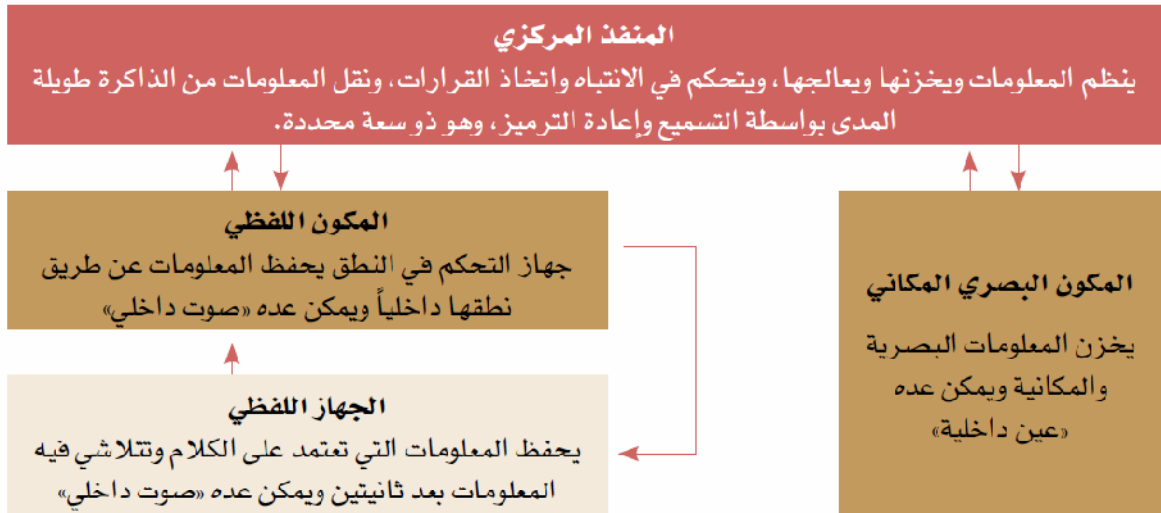 المنفذ المركزي
ينظم المعلومات ويخزنها ويعالجها، ويتحكم في الانتباه واتخاذ القرارات، ونقل المعلومات من الذاكرة طويلة
المدى بواسطة التسميع وإعادة الترميز، وهو ذو سعة محددة.
المكون البصري المكاني
يخزن المعلومات البصرية
والمكانية ويمكن عده
«عين داخلية»
المكون اللفظي
جهاز التحكم في النطق يحفظ المعلومات عن طريق
نطقها داخلياً ويمكن عده «صوت داخلي»
الجهاز اللفظي
يحفظ المعلومات التي تعتمد على الكلام وتتلاشي فيه
المعلومات بعد ثانيتين ويمكن عده «صوت داخلي»